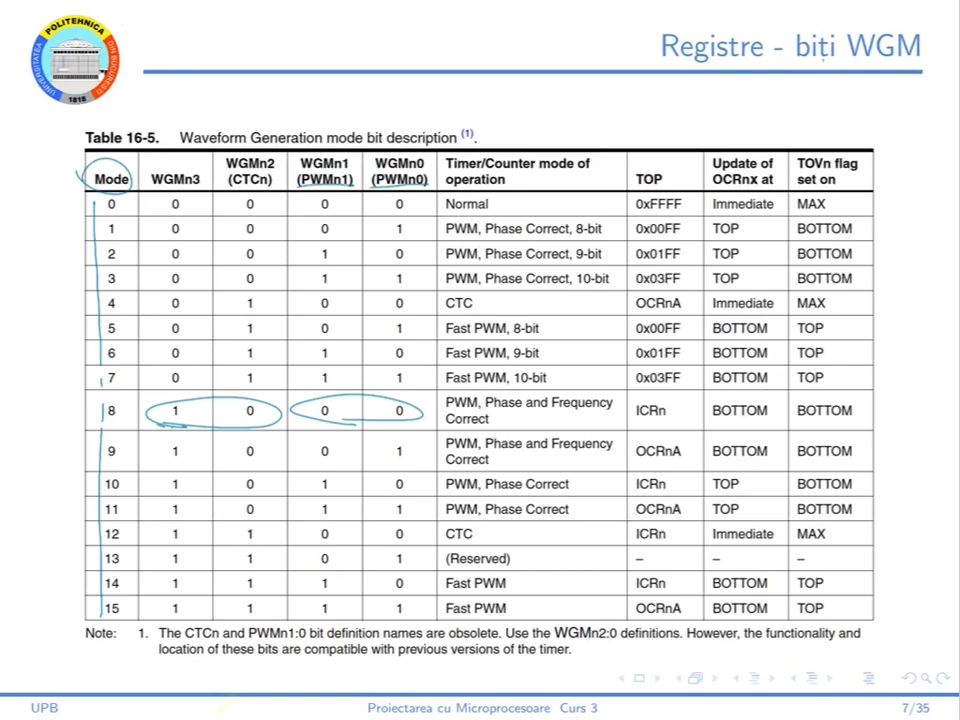 POLITEHNICA
UNIVERSITATEA
DIN BUCURESTI
1818
Registre - biți WGM
Table 16-5. Waveform Generation mode bit description (1).
Mode WGMn3 WGMn2 (CTCn) WGMn1 (PWMn1) WGMn0 (PWMn0) Timer/Counter mode of operation TOP Update of OCRnx at TOVn flag set on
0 0 0 0 0 Normal 0xFFFF Immediate MAX
1 0 0 0 1 PWM, Phase Correct, 8-bit 0x00FF TOP BOTTOM
2 0 0 1 0 PWM, Phase Correct, 9-bit 0x01FF TOP BOTTOM
3 0 0 1 1 PWM, Phase Correct, 10-bit 0x03FF TOP BOTTOM
4 0 1 0 0 CTC OCRnA Immediate MAX
5 0 1 0 1 Fast PWM, 8-bit 0x00FF BOTTOM TOP
6 0 1 1 0 Fast PWM, 9-bit 0x01FF BOTTOM TOP
7 0 1 1 1 Fast PWM, 10-bit 0x03FF BOTTOM TOP
8 1 0 0 0 PWM, Phase and Frequency Correct ICRn BOTTOM BOTTOM
9 1 0 0 1 PWM, Phase and Frequency Correct OCRnA BOTTOM BOTTOM
10 1 0 1 0 PWM, Phase Correct ICRn TOP BOTTOM
11 1 0 1 1 PWM, Phase Correct OCRnA TOP BOTTOM
12 1 1 0 0 CTC ICRn Immediate MAX
13 1 1 0 1 (Reserved) – – –
14 1 1 1 0 Fast PWM ICRn BOTTOM TOP
15 1 1 1 1 Fast PWM OCRnA BOTTOM TOP
Note: 1. The CTCn and PWMn1:0 bit definition names are obsolete. Use the WGMn2:0 definitions. However, the functionality and
location of these bits are compatible with previous versions of the timer.
UPB Proiectarea cu Microprocesoare Curs 3 7/35